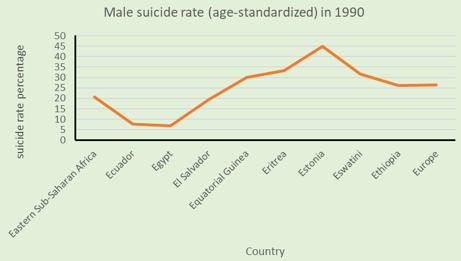 Male suicide rate (age-standardized) in 1990
suicide rate percentage
50
45
40
35
30
25
20
15
10
5
0
Eastern Sub-Saharan Africa
Ecuador
Egypt
El Salvador
Equatorial Guinea
Eritrea
Estonia
Eswatini
Ethiopia
Europe
Country